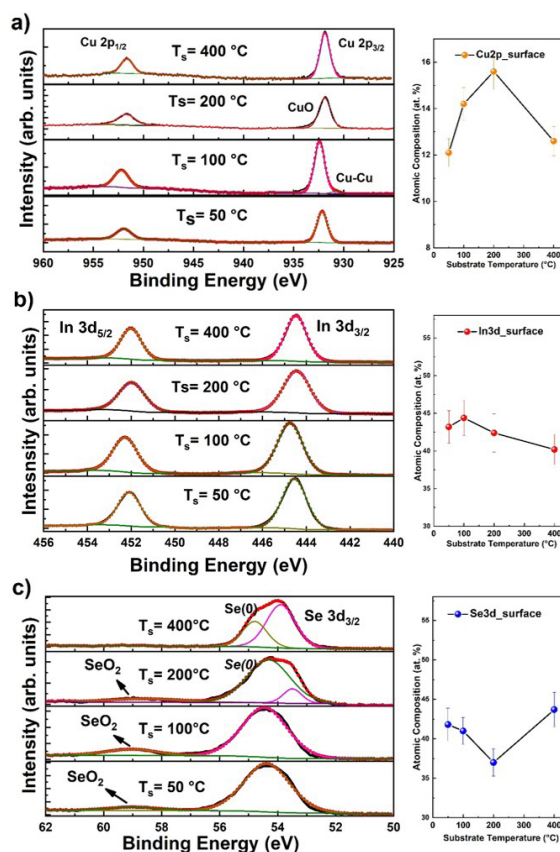 a)
Cu 2p1/2
Ts= 400 °C
Cu 2p3/2
Ts= 200 °C
CuO
Ts= 100 °C
Cu-Cu
Ts= 50 °C
Intensity (arb. units)
960 955 950 945 940 935 930 925
Binding Energy (eV)
Cu2p_surface
Atomic Composition (at. %)
16
14
12
10
8
0 100 200 300 400
Substrate Temperature (°C)
b)
In 3d5/2
Ts= 400 °C
In 3d3/2
Ts= 200 °C
Ts= 100 °C
Ts= 50 °C
Intesnsity (arb. units)
456 454 452 450 448 446 444 442 440
Binding Energy (eV)
In3d_surface
Atomic Composition (at. %)
50
45
40
35
30
0 100 200 300 400
Substrate Temperature (°C)
c)
Se(0)
Se 3d3/2
Ts= 400°C
SeO2
Ts= 200°C
Se(0)
SeO2
Ts= 100°C
SeO2
Ts= 50 °C
Intensity (arb. units)
62 60 58 56 54 52 50
Binding Energy (eV)
Se3d_surface
Atomic Composition (at. %)
50
45
40
35
30
0 100 200 300 400
Substrate Temperature (°C)